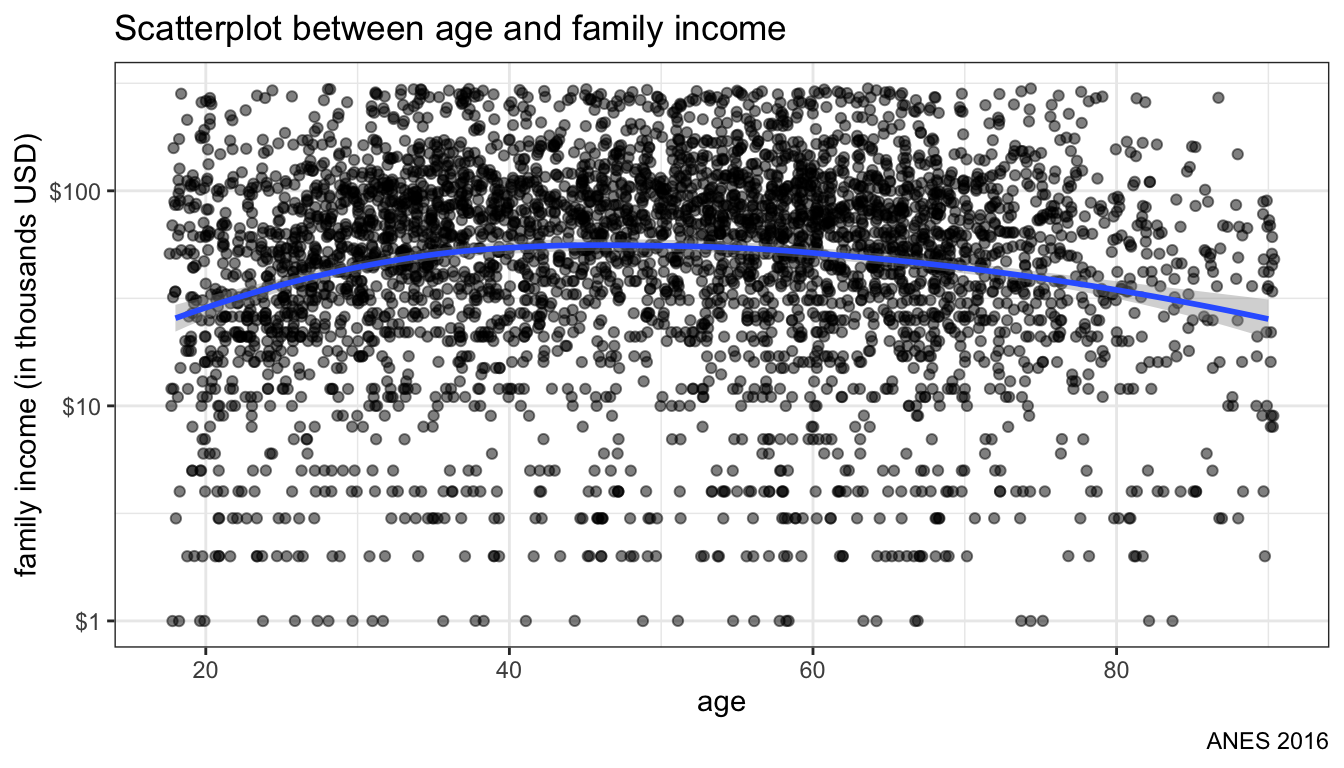 Scatterplot between age and family income
family income (in thousands USD)
$100
$10
$1
20 40 60 80
age
ANES 2016